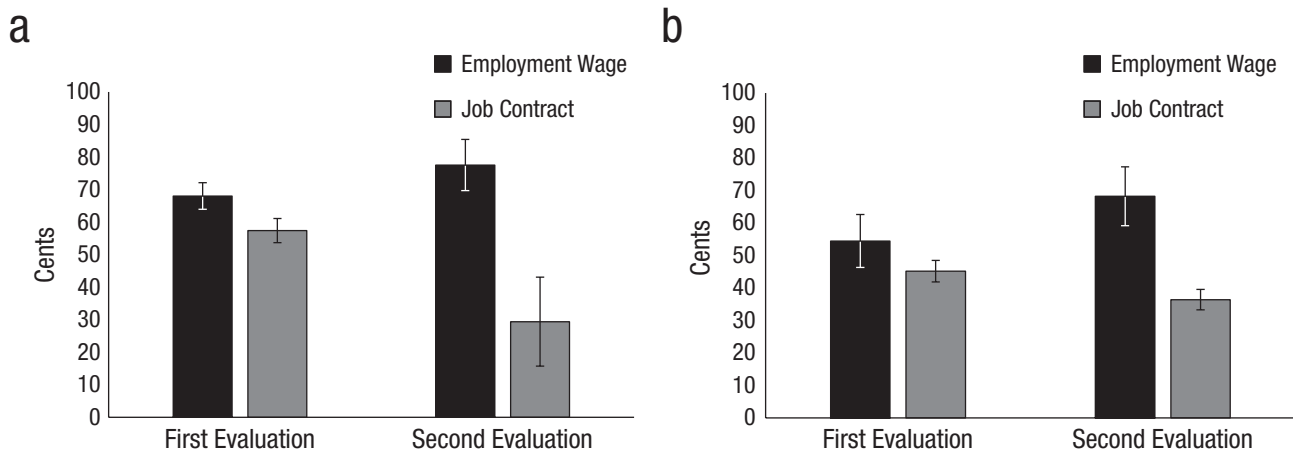 a
Employment Wage
Job Contract
100
90
80
70
60
50
40
30
20
10
0
Cents
First Evaluation Second Evaluation
b
Employment Wage
Job Contract
100
90
80
70
60
50
40
30
20
10
0
Cents
First Evaluation Second Evaluation